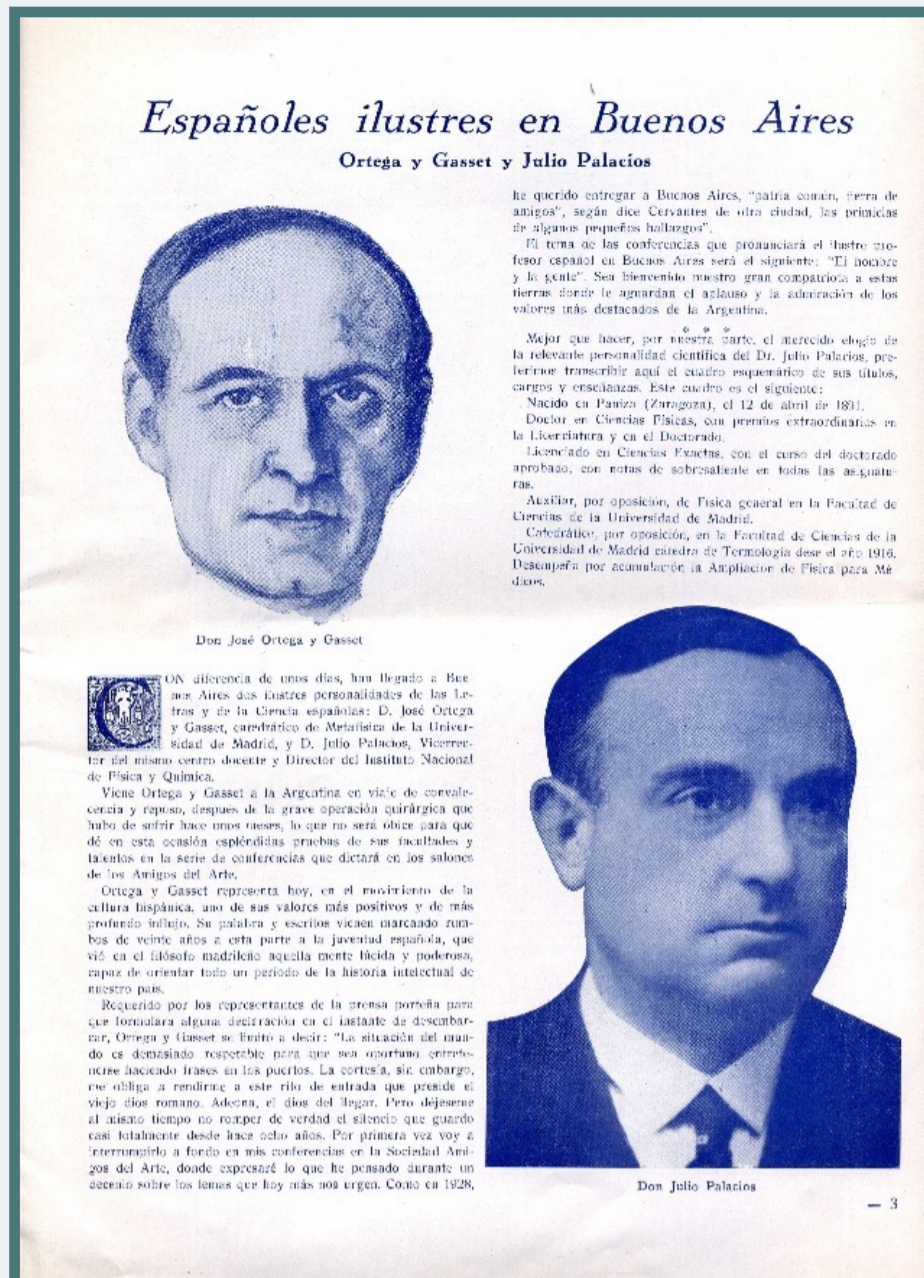 Españoles ilustres en Buenos Aires
Ortega y Gasset y Julio Palacios
Don José Ortega y Gasset
CON diferencia de unos días, han llegado a Bue-
nos Aires dos ilustres personalidades de las Le-
tras y de la Ciencia españolas: D. José Ortega
y Gasset, catedrático de Metafísica de la Univer-
sidad de Madrid, y D. Julio Palacios, Vicerrec-
tor del mismo centro docente y Director del Instituto Nacional
de Física y Química.
Viene Ortega y Gasset a la Argentina en viaje de convale-
cencia y reposo, después de la grave operación quirúrgica que
hubo de sufrir hace unos meses, lo que no será óbice para que
dé en esta ocasión espléndidas pruebas de sus facultades y
talentos en la serie de conferencias que dictará en los salones
de los Amigos del Arte.
Ortega y Gasset representa hoy, en el movimiento de la
cultura hispánica, uno de sus valores más positivos y de más
profundo influjo. Su palabra y escritos vienen marcando rum-
bos de veinte años a esta parte a la juventud española, que
vió en el filósofo madrileño aquella mente lúcida y poderosa,
capaz de orientar todo un período de la historia intelectual de
nuestro país.
Requerido por los representantes de la prensa porteña para
que formulara alguna declaración en el instante de desembar-
car, Ortega y Gasset se limitó a decir: "La situación del mun-
do es demasiado respetable para que sea oportuno entrete-
nerse haciendo frases en los puertos. La cortesía, sin embargo,
me obliga a rendirme a este rito de entrada que preside el
viejo dios romano, Adeona, el dios del llegar. Pero déjeseme
al mismo tiempo no romper de verdad el silencio que guardo
casi totalmente desde hace ocho años. Por primera vez voy a
interrumpirlo a fondo en mis conferencias en la Sociedad Ami-
gos del Arte, donde expresaré lo que he pensado durante un
decenio sobre los temas que hoy más nos urgen. Como en 1928,
he querido entregar a Buenos Aires, "patria común, tierra de
amigos", según dice Cervantes de otra ciudad, las primicias
de algunos pequeños hallazgos".
El tema de las conferencias que pronunciará el ilustre pro-
fesor español en Buenos Aires será el siguiente: "El hombre
y la gente". Sea bienvenido nuestro gran compatriota a estas
tierras donde le aguardan el aplauso y la admiración de los
valores más destacados de la Argentina.
* * *
Mejor que hacer, por nuestra parte, el merecido elogio de
la relevante personalidad científica del Dr. Julio Palacios, pre-
ferimos transcribir aquí el cuadro esquemático de sus títulos,
cargos y enseñanzas. Este cuadro es el siguiente:
Nacido en Paniza (Zaragoza), el 12 de abril de 1891.
Doctor en Ciencias Físicas, con premios extraordinarios en
la Licenciatura y en el Doctorado.
Licenciado en Ciencias Exactas, con el curso del doctorado
aprobado, con notas de sobresaliente en todas las asignatu-
ras.
Auxiliar, por oposición, de Física general en la Facultad de
Ciencias de la Universidad de Madrid.
Catedrático, por oposición, en la Facultad de Ciencias de la
Universidad de Madrid cátedra de Termología dese el año 1916.
Desempeña por acumulación la Ampliación de Física para Mé-
dicos.
Don Julio Palacios
— 3